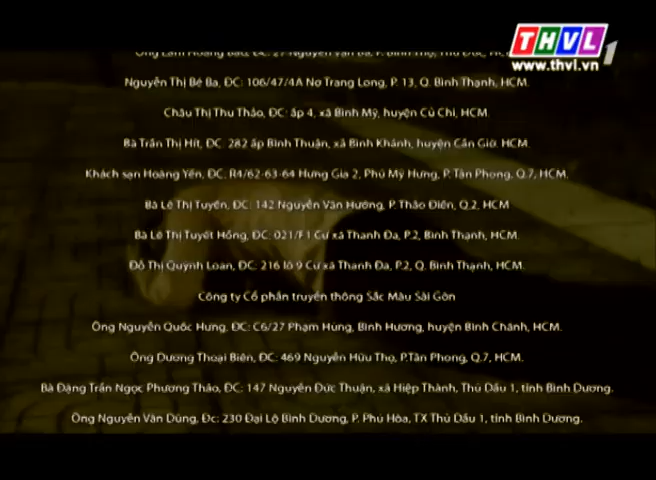 THVL1
www.thvl.vn
Nguyễn Thị Bé Ba, ĐC: 106/47/4A Nơ Trang Long, P. 13, Q. Bình Thạnh, HCM.
Châu Thị Thu Thảo, ĐC: ấp 4, xã Bình Mỹ, huyện Củ Chi, HCM.
Bà Trần Thị Hít, ĐC: 282 ấp Bình Thuận, xã Bình Khánh, huyện Cần Giờ. HCM.
Khách sạn Hoàng Yến, ĐC: R4/62-63-64 Hưng Gia 2, Phú Mỹ Hưng, P. Tân Phong, Q.7, HCM.
Bà Lê Thị Tuyến, ĐC: 142 Nguyễn Văn Hưởng, P. Thảo Điền, Q.2, HCM
Bà Lê Thị Tuyết Hồng, ĐC: 021/F1 Cư xá Thanh Đa, P.2, Bình Thạnh, HCM.
Đỗ Thị Quỳnh Loan, ĐC: 216 lô 9 Cư xá Thanh Đa, P.2, Q. Bình Thạnh, HCM.
Công ty Cổ phần truyền thông Sắc Màu Sài Gòn
Ông Nguyễn Quốc Hưng, ĐC: C6/27 Phạm Hùng, Bình Hương, huyện Bình Chánh, HCM.
Ông Dương Thoại Biên, ĐC: 469 Nguyễn Hữu Thọ, P.Tân Phong, Q.7, HCM.
Bà Đặng Trần Ngọc Phương Thảo, ĐC: 147 Nguyễn Đức Thuận, xã Hiệp Thành, Thủ Dầu 1, tỉnh Bình Dương.
Ông Nguyễn Văn Dũng, Đc: 230 Đại Lộ Bình Dương, P. Phú Hòa, TX Thủ Dầu 1, tỉnh Bình Dương.